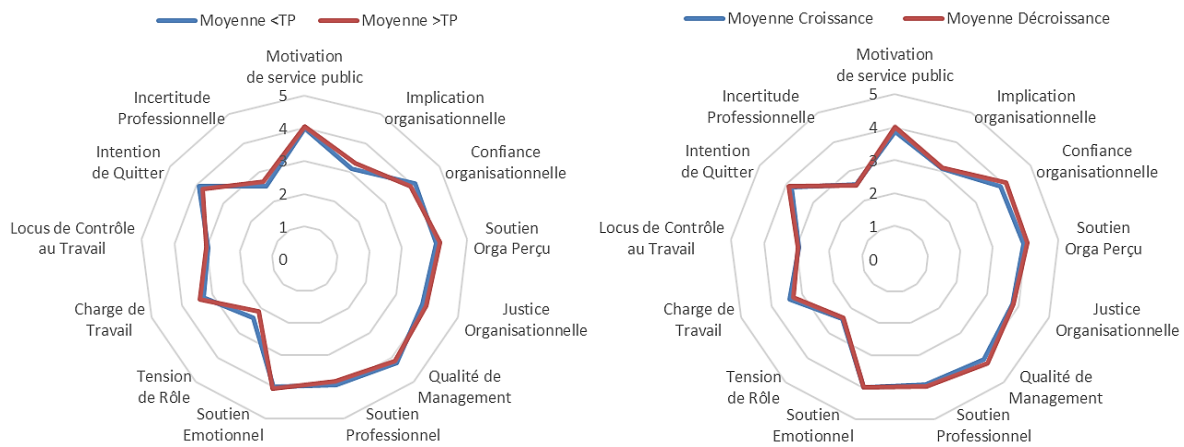 Moyenne <TP Moyenne >TP
Motivation
de service public
Implication
organisationnelle
Confiance
organisationnelle
Soutien
Orga Perçu
Justice
Organisationnelle
Qualité de
Management
Soutien
Professionnel
Soutien
Emotionnel
Tension
de Rôle
Charge de
Travail
Locus de Contrôle
au Travail
Intention
de Quitter
Incertitude
Professionnelle
5
4
3
2
1
0
Moyenne Croissance Moyenne Décroissance
Motivation
de service public
Implication
organisationnelle
Confiance
organisationnelle
Soutien
Orga Perçu
Justice
Organisationnelle
Qualité de
Management
Soutien
Professionnel
Soutien
Emotionnel
Tension
de Rôle
Charge de
Travail
Locus de Contrôle
au Travail
Intention
de Quitter
Incertitude
Professionnelle
5
4
3
2
1
0